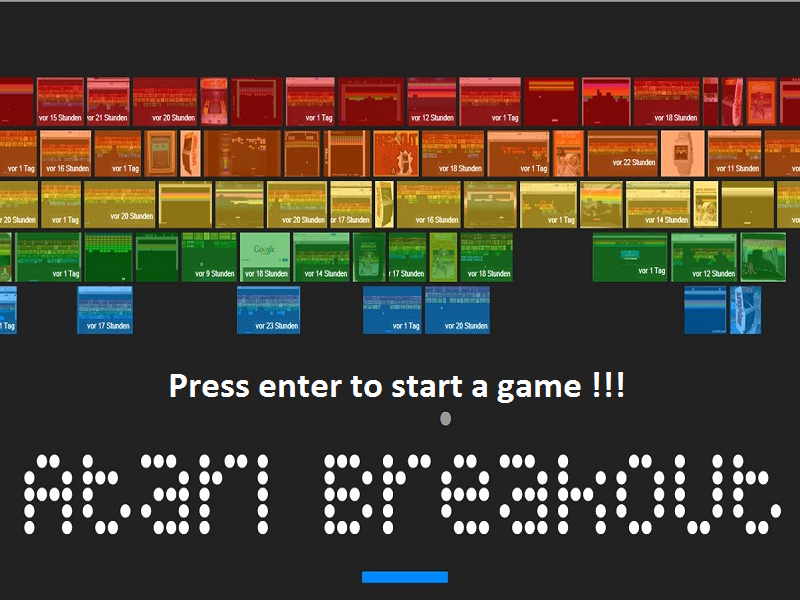 vor 15 Stunden vor 21 Stunden vor 20 Stunden vor 1 Tag vor 12 Stunden vor 1 Tag vor 18 Stunden
vor 1 Tag vor 16 Stunden vor 1 Tag vor 18 Stunden vor 1 Tag vor 22 Stunden vor 11 Stunden
r 20 Stunden vor 1 Tag vor 20 Stunden vor 20 Stunden vor 17 Stunden vor 16 Stunden vor 1 Tag vor 14 Stunden
vor 1 Tag vor 9 Stunden Google vor 18 Stunden vor 14 Stunden r 17 Stunden vor 18 Stunden vor 1 Tag vor 12 Stunden
1 Tag vor 17 Stunden vor 23 Stunden vor 1 Tag vor 20 Stunden
Press enter to start a game !!!
Atari Breakout